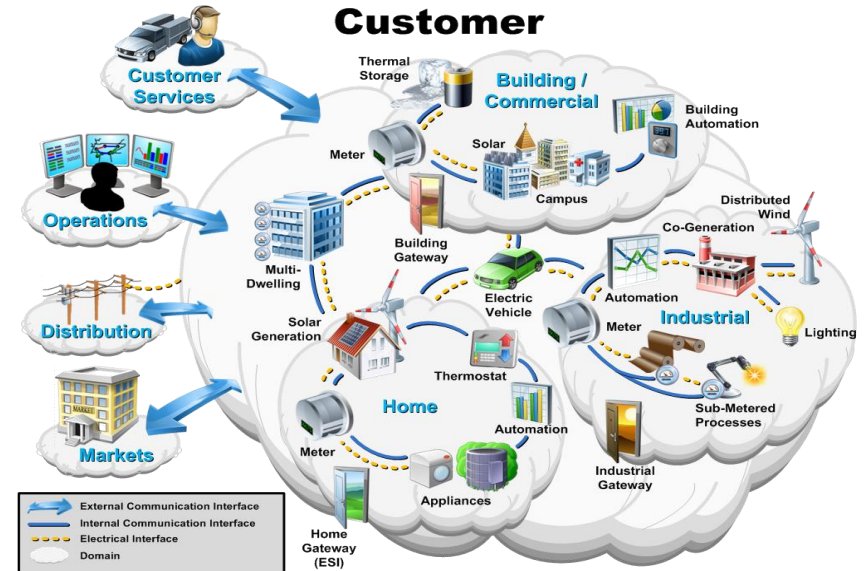 Customer
Customer
Services
Thermal
Storage
Building /
Commercial
Building
Automation
Meter
Solar
Campus
Operations
Multi-
Dwelling
Building
Gateway
Distributed
Wind
Co-Generation
Electric
Vehicle
Automation
Industrial
Meter
Lighting
Distribution
Solar
Generation
Thermostat
Home
Automation
Sub-Metered
Processes
MARKET
Markets
Meter
Appliances
Industrial
Gateway
Home
Gateway
(ESI)
External Communication Interface
Internal Communication Interface
Electrical Interface
Domain